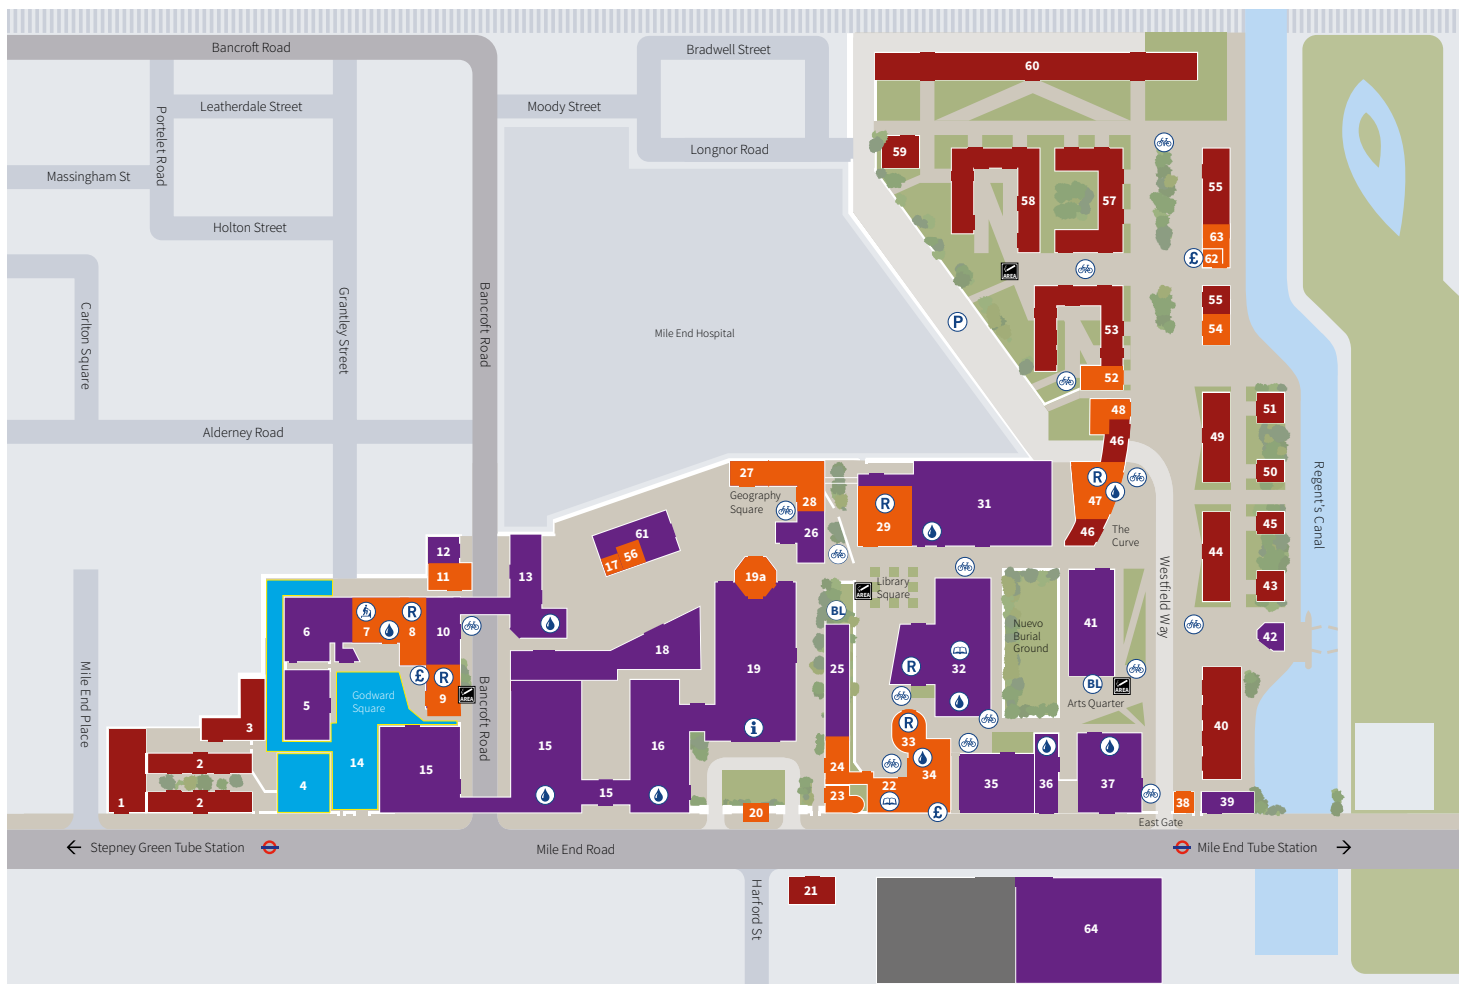 Bancroft Road
Bradwell Street
60
Leatherdale Street
Moody Street
Portelet Road
Longnor Road
59
Massingham St
55
58
57
Holton Street
63
£
62
AREA
Carlton Square
Grantley Street
Bancroft Road
55
P
Mile End Hospital
53
54
52
51
48
Alderney Road
49
46
27
50
Geography
Square
28
R
47
R
31
Regent's Canal
29
45
61
26
46
The
Curve
12
17
56
44
11
13
19a
Westfield Way
43
AREA
Library
Square
BL
R
6
7
8
10
Nuevo
Burial
Ground
41
42
18
25
R
32
19
£
R
BL
AREA
9
AREA
Godward
Square
Mile End Place
5
Bancroft Road
Arts Quarter
3
R
i
33
40
15
16
2
14
15
24
34
4
22
35
36
37
15
23
1
2
38
39
20
£
East Gate
Stepney Green Tube Station
Mile End Road
Mile End Tube Station
21
Harford St
64